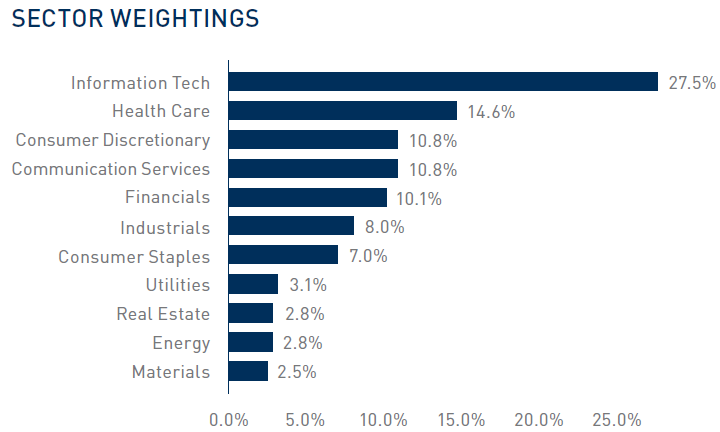 SECTOR WEIGHTINGS
Information Tech 27.5%
Health Care 14.6%
Consumer Discretionary 10.8%
Communication Services 10.8%
Financials 10.1%
Industrials 8.0%
Consumer Staples 7.0%
Utilities 3.1%
Real Estate 2.8%
Energy 2.8%
Materials 2.5%
0.0% 5.0% 10.0% 15.0% 20.0% 25.0%